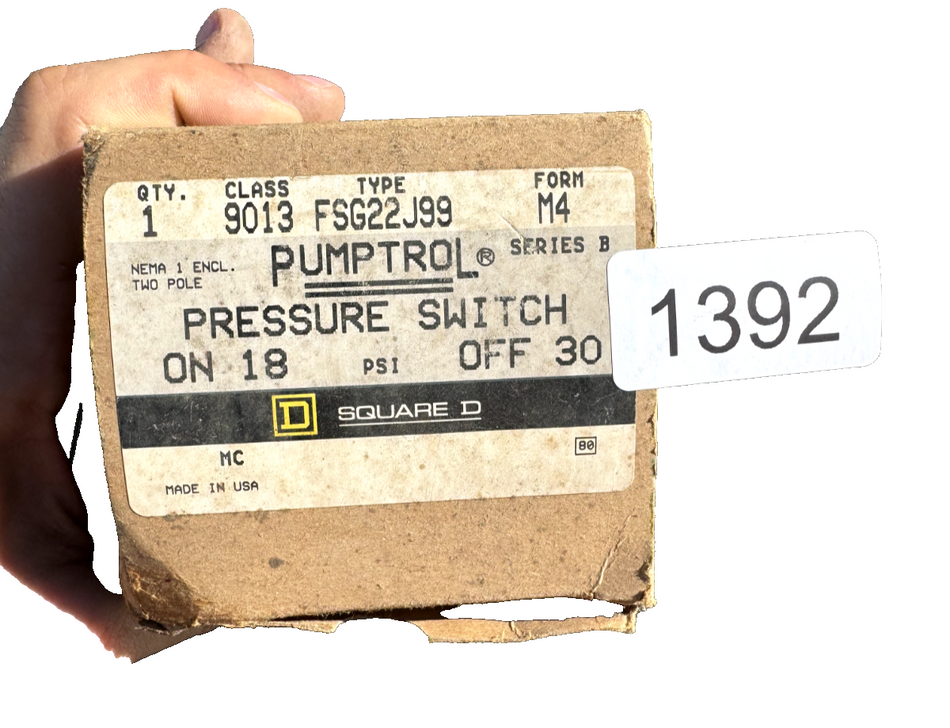 QTY. CLASS TYPE FORM
1 9013 FSG22J99 M4
PUMPTROL® SERIES B
NEMA 1 ENCL.
TWO POLE
PRESSURE SWITCH
ON 18 PSI OFF 30
1392
D SQUARE D
MC 80
MADE IN USA